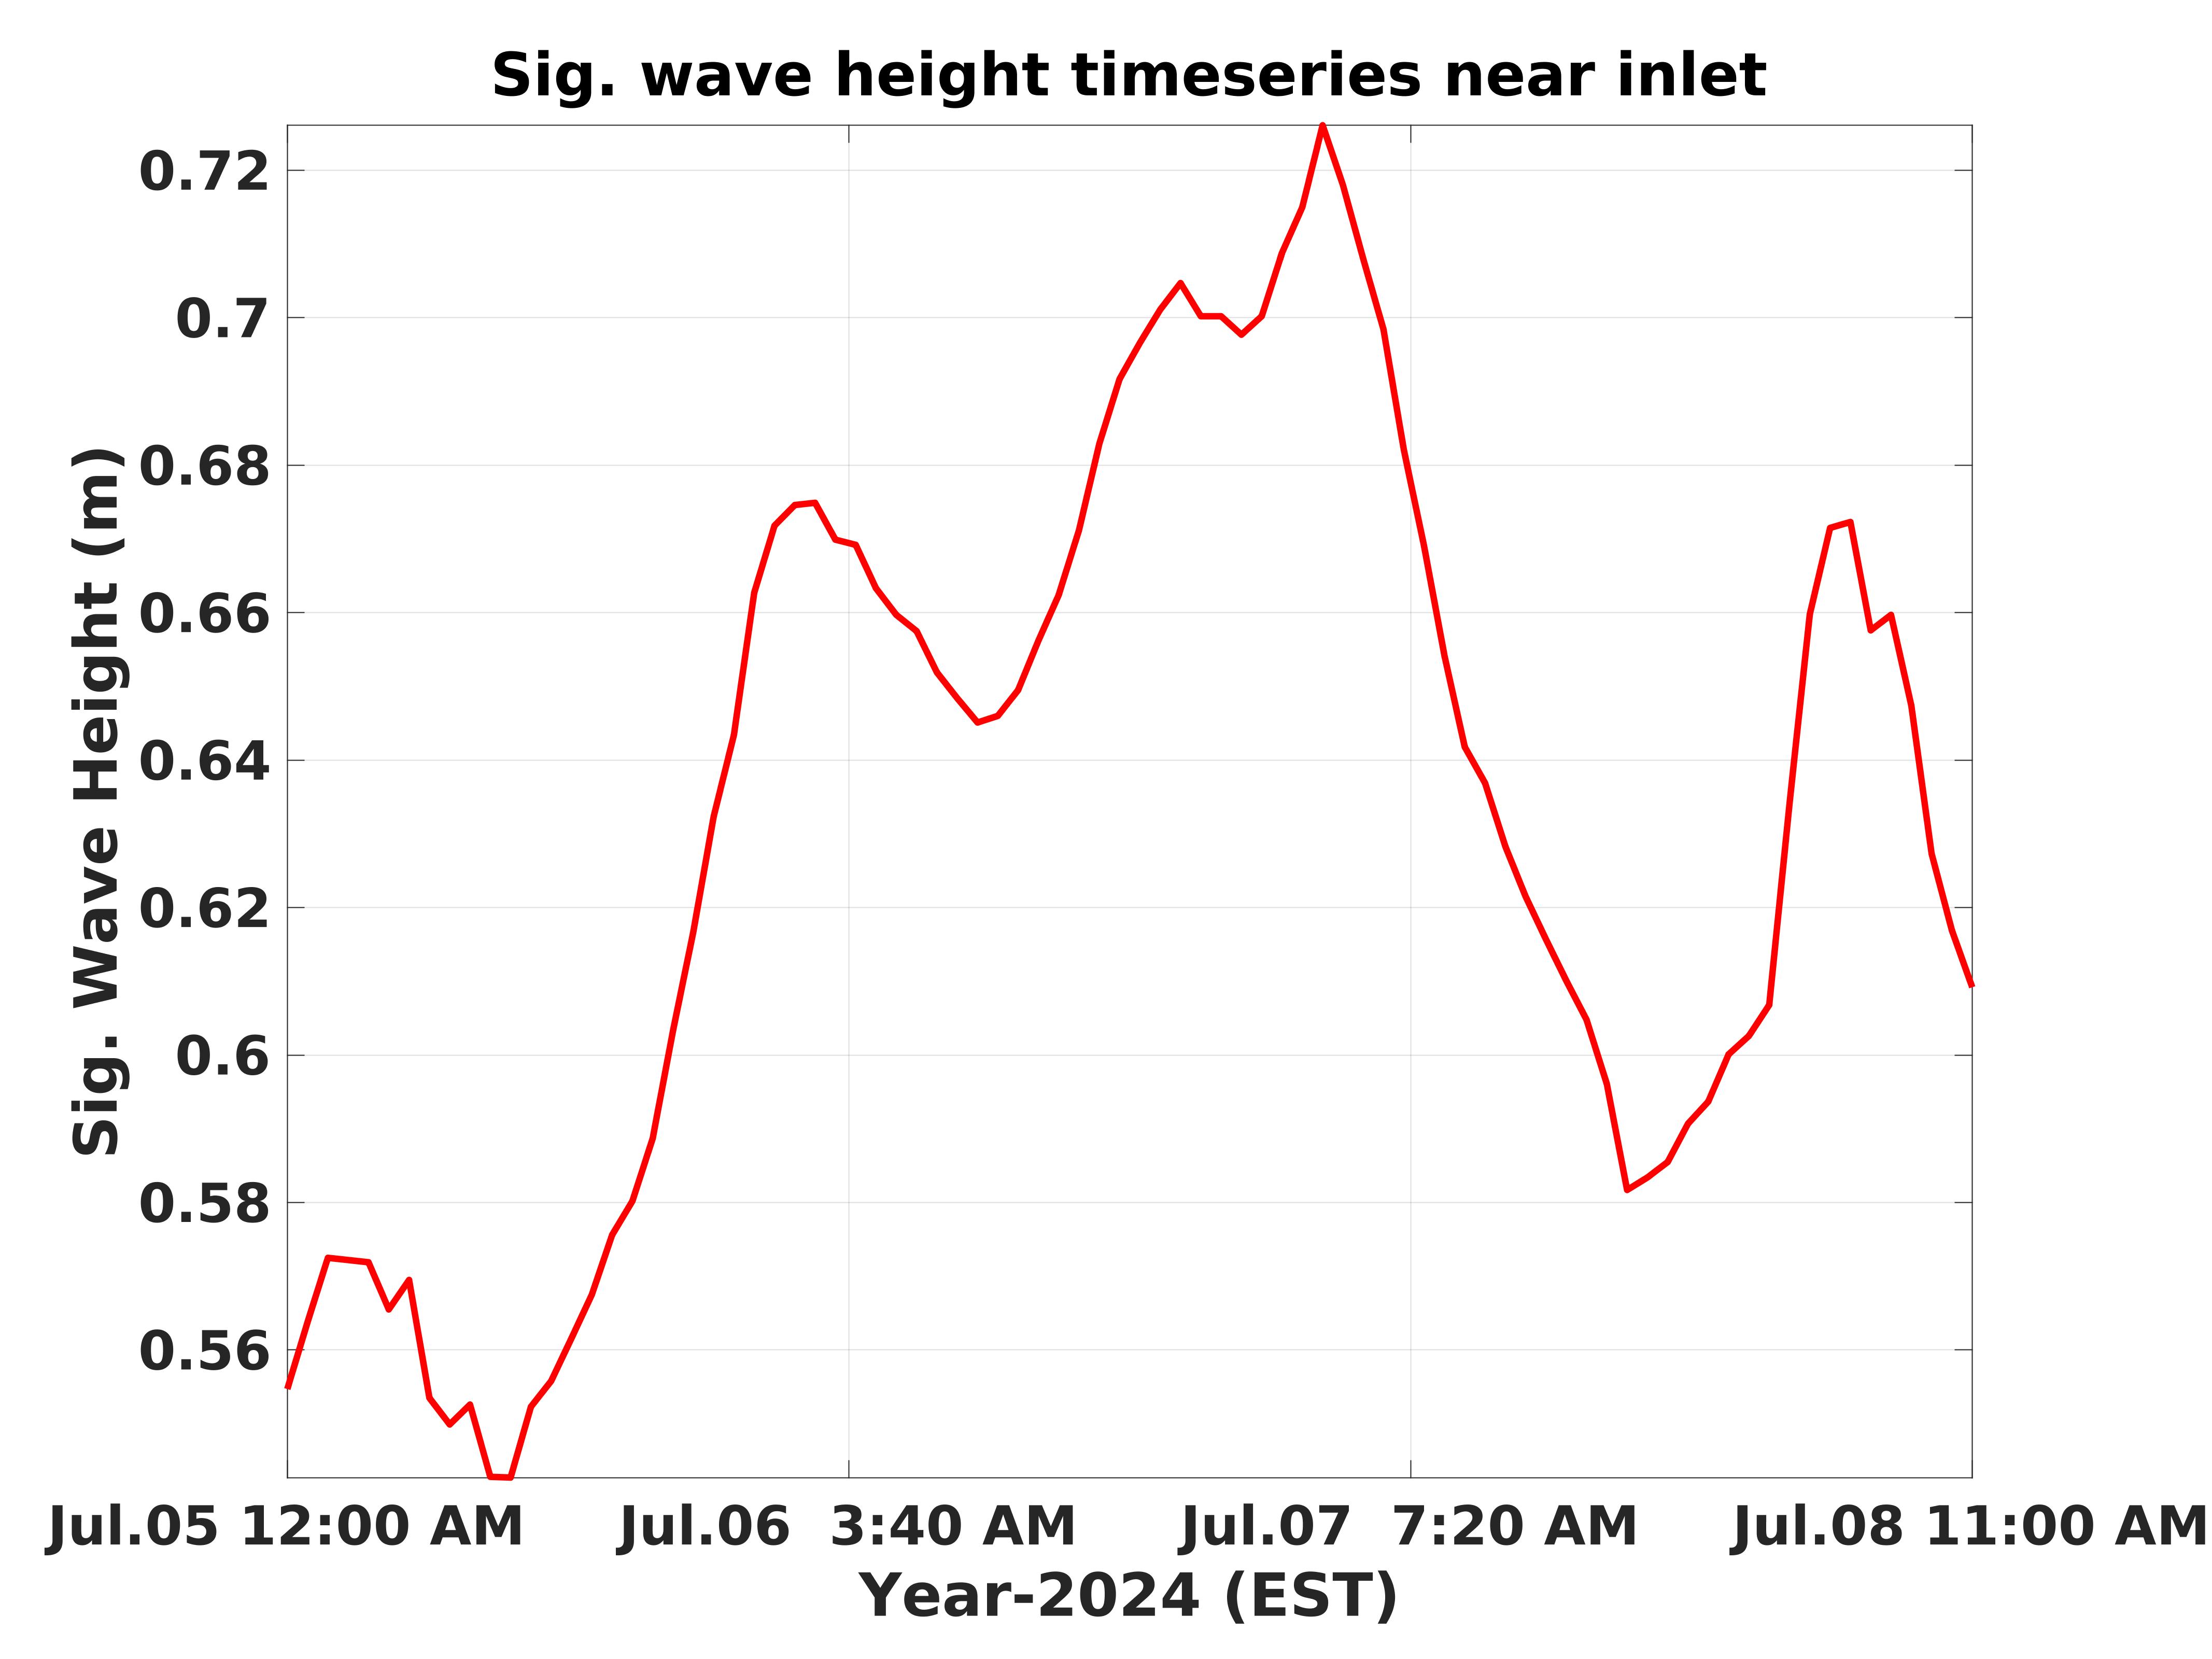 Sig. wave height timeseries near inlet
Sig. Wave Height (m)
0.72
0.7
0.68
0.66
0.64
0.62
0.6
0.58
0.56
Jul.05 12:00 AM
Jul.06  3:40 AM
Jul.07  7:20 AM
Jul.08 11:00 AM
Year-2024 (EST)